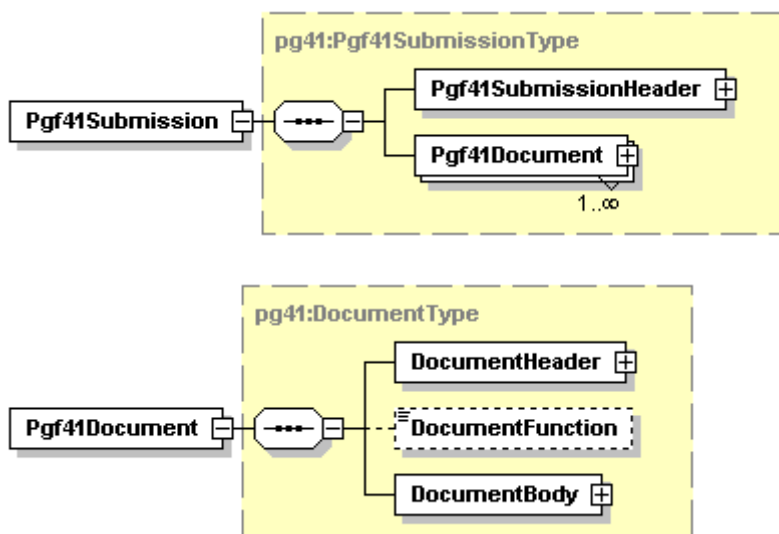 pg41:Pgf41SubmissionType
Pgf41SubmissionHeader
Pgf41Submission
Pgf41Document
1..∞
pg41:DocumentType
DocumentHeader
Pgf41Document
DocumentFunction
DocumentBody